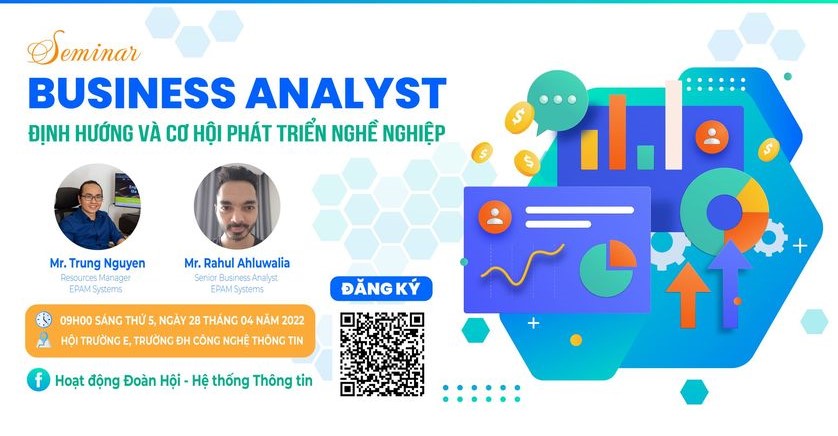 Seminar
BUSINESS ANALYST
ĐỊNH HƯỚNG VÀ CƠ HỘI PHÁT TRIỂN NGHỀ NGHIỆP
Mr. Trung Nguyen
Resources Manager
EPAM Systems
Mr. Rahul Ahluwalia
Senior Business Analyst
EPAM Systems
09H00 SÁNG THỨ 5, NGÀY 28 THÁNG 04 NĂM 2022
HỘI TRƯỜNG E, TRƯỜNG ĐH CÔNG NGHỆ THÔNG TIN
Hoạt động Đoàn Hội - Hệ thống Thông tin
ĐĂNG KÝ